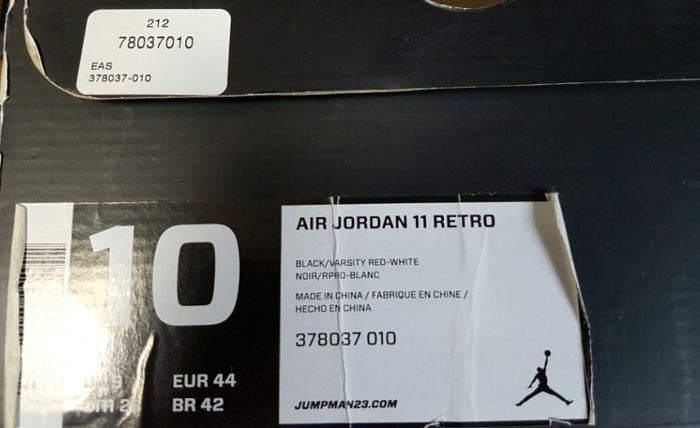 212
78037010
EAS
378037-010
10
EUR 44
BR 42
AIR JORDAN 11 RETRO
BLACK/VARSITY RED-WHITE
NOIR/RPRO-BLANC
MADE IN CHINA / FABRIQUE EN CHINE /
HECHO EN CHINA
378037 010
JUMPMAN23.COM